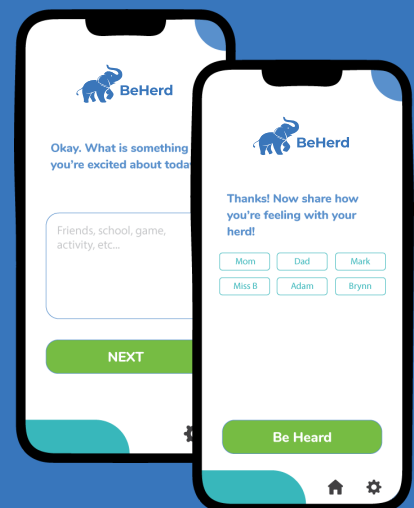 BeHerd
Okay. What is something
you're excited about today
Friends, school, game,
activity, etc...
NEXT
BeHerd
Thanks! Now share how
you're feeling with your
herd!
Mom Dad Mark
Miss B Adam Brynn
Be Heard